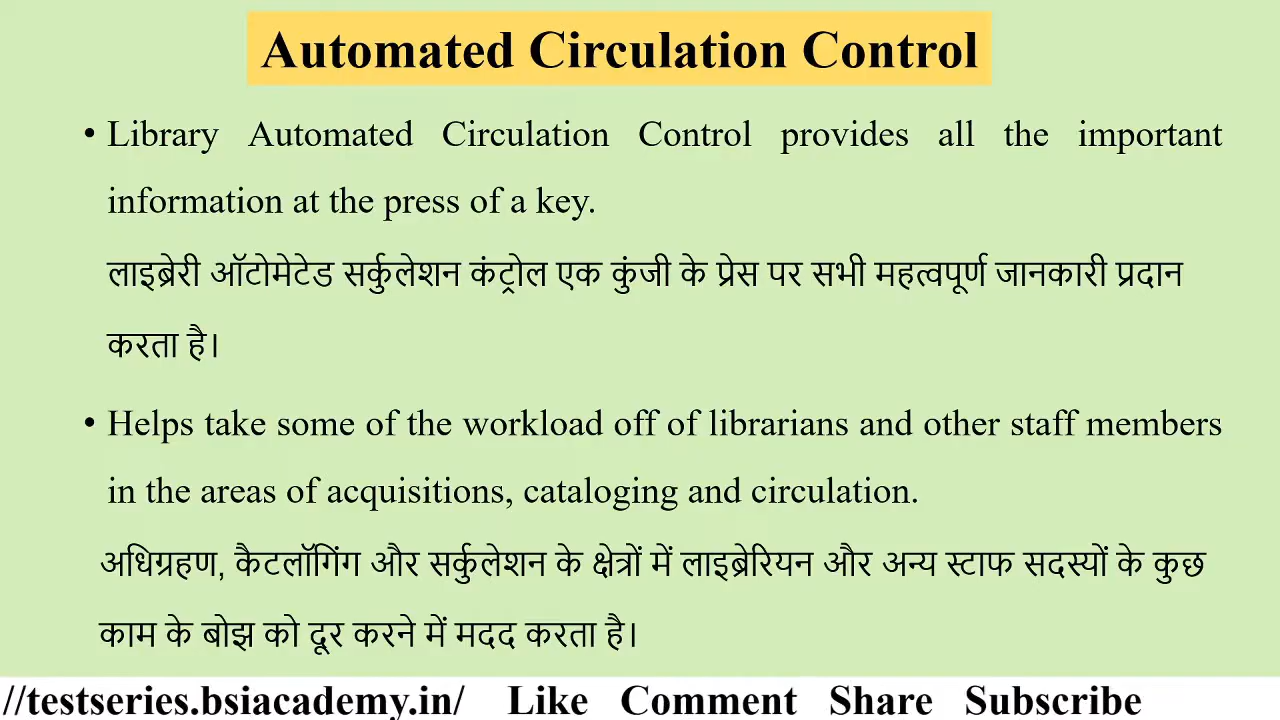 Automated Circulation Control
• Library Automated Circulation Control provides all the important
information at the press of a key.
लाइब्रेरी ऑटोमेटेड सर्कुलेशन कंट्रोल एक कुंजी के प्रेस पर सभी महत्वपूर्ण जानकारी प्रदान
करता है।
• Helps take some of the workload off of librarians and other staff members
in the areas of acquisitions, cataloging and circulation.
अधिग्रहण, कैटलॉगिंग और सर्कुलेशन के क्षेत्रों में लाइब्रेरियन और अन्य स्टाफ सदस्यों के कुछ
काम के बोझ को दूर करने में मदद करता है।
//testseries.bsiacademy.in/ Like Comment Share Subscribe